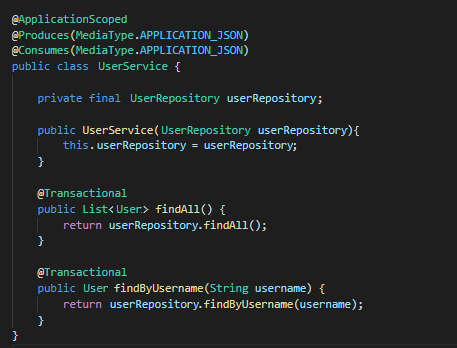 @ApplicationScoped
@Produces(MediaType.APPLICATION_JSON)
@Consumes(MediaType.APPLICATION_JSON)
public class UserService {
private final UserRepository userRepository;
public UserService(UserRepository userRepository){
this.userRepository = userRepository;
}
@Transactional
public List<User> findAll() {
return userRepository.findAll();
}
@Transactional
public User findByUsername(String username) {
return userRepository.findByUsername(username);
}
}